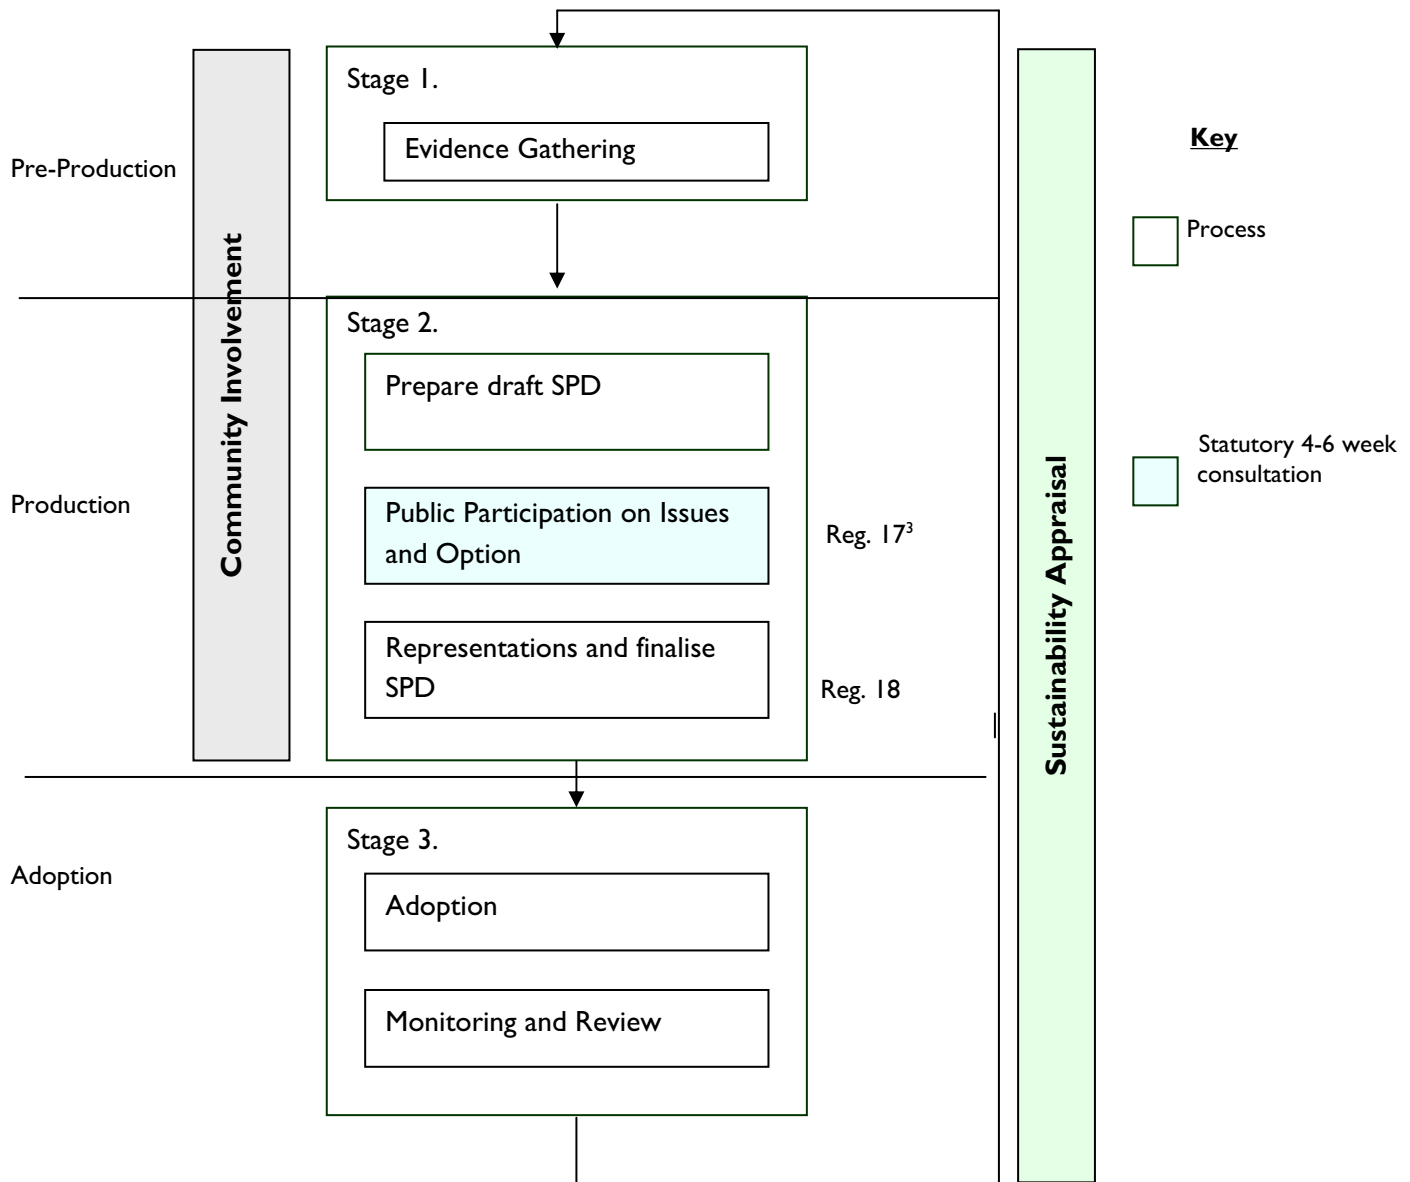 Stage 1.
Evidence Gathering
Pre-Production
Key
Process
Community Involvement
Stage 2.
Prepare draft SPD
Statutory 4-6 week
consultation
Production
Public Participation on Issues
and Option
Reg. 17³
Sustainability Appraisal
Representations and finalise
SPD
Reg. 18
Stage 3.
Adoption
Adoption
Monitoring and Review